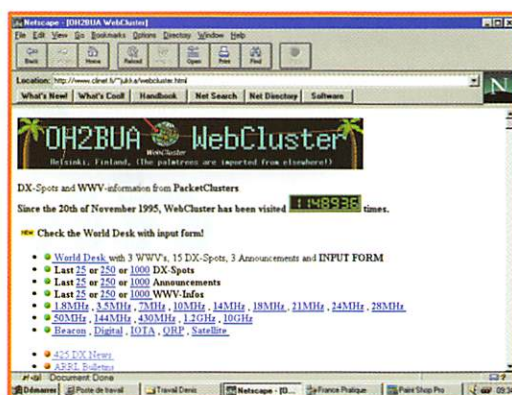 Netscape - [OH2BUA WebCluster]
File Edit View Go Bookmarks Options Directory Window Help
Back Home Reload Open Print Find
Location: http://www.clinet.fi/~jukka/webcluster.html
What's New! What's Cool! Handbook Net Search Net Directory Software
N
OH2BUA WebCluster
WebCluster
Helsinki, Finland, (The palmtrees are imported from elsewhere!)
DX-Spots and WWV-information from PacketClusters
Since the 20th of November 1995, WebCluster has been visited 1148936 times.
NEW Check the World Desk with input form!
World Desk with 3 WWV's, 15 DX-Spots, 3 Announcements and INPUT FORM
Last 25 or 250 or 1000 DX-Spots
Last 25 or 250 or 1000 Announcements
Last 25 or 250 or 1000 WWV-Infos
1.8MHz , 3.5MHz , 7MHz , 10MHz , 14MHz , 18MHz , 21MHz , 24MHz , 28MHz
50MHz , 144MHz , 430MHz , 1.2GHz , 10GHz
Beacon , Digital , IOTA , QRP , Satellite
425 DX News
ARRL Bulletins
Document Done
Démarrer Poste de travail Travail Denis Netscape - [O... France Pratique Paint Shop Pro 09:34